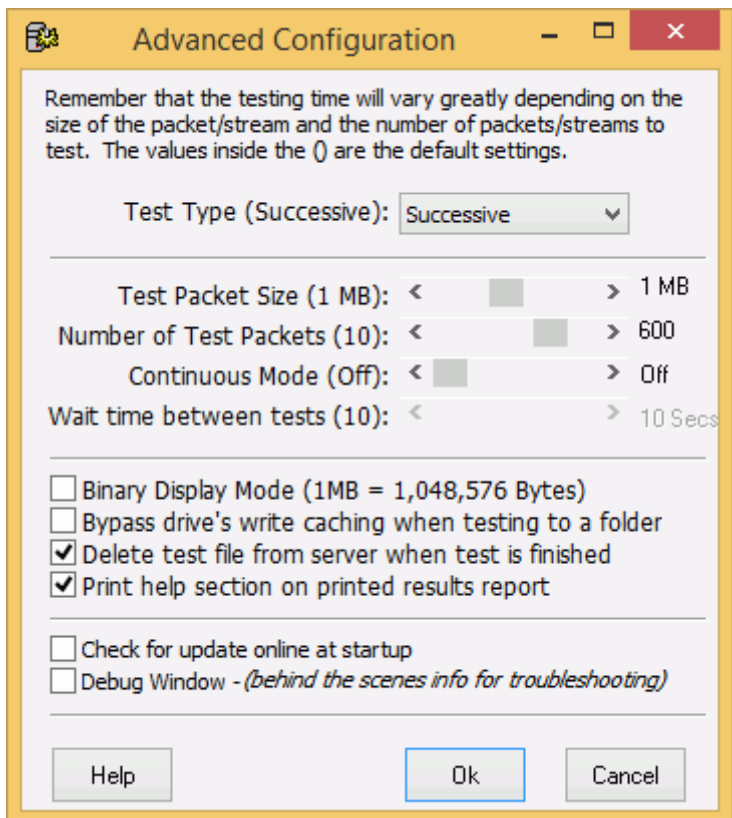 Advanced Configuration
Remember that the testing time will vary greatly depending on the
size of the packet/stream and the number of packets/streams to
test. The values inside the () are the default settings.
Test Type (Successive): Successive
Test Packet Size (1 MB): 1 MB
Number of Test Packets (10): 600
Continuous Mode (Off): Off
Wait time between tests (10): 10 Secs
Binary Display Mode (1MB = 1,048,576 Bytes)
Bypass drive's write caching when testing to a folder
Delete test file from server when test is finished
Print help section on printed results report
Check for update online at startup
Debug Window - (behind the scenes info for troubleshooting)
Help Ok Cancel